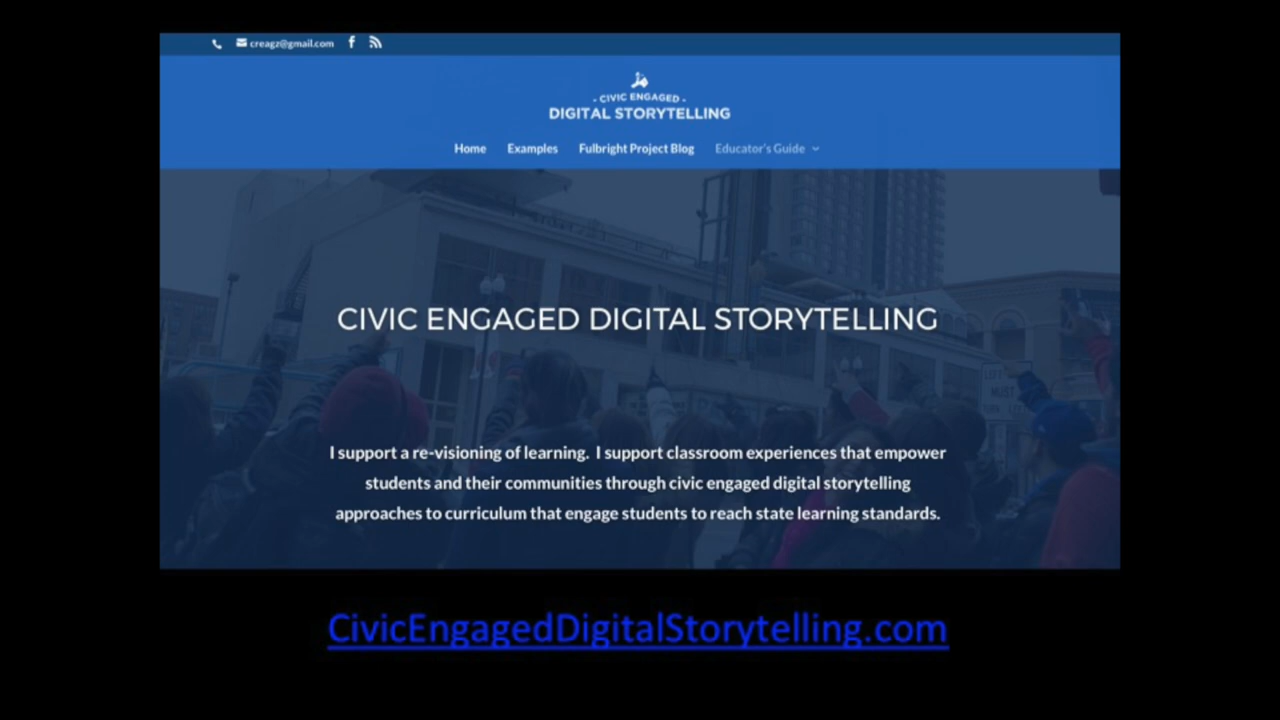 creagz@gmail.com
- CIVIC ENGAGED -
DIGITAL STORYTELLING
Home Examples Fulbright Project Blog Educator's Guide
CIVIC ENGAGED DIGITAL STORYTELLING
I support a re-visioning of learning. I support classroom experiences that empower
students and their communities through civic engaged digital storytelling
approaches to curriculum that engage students to reach state learning standards.
CivicEngagedDigitalStorytelling.com